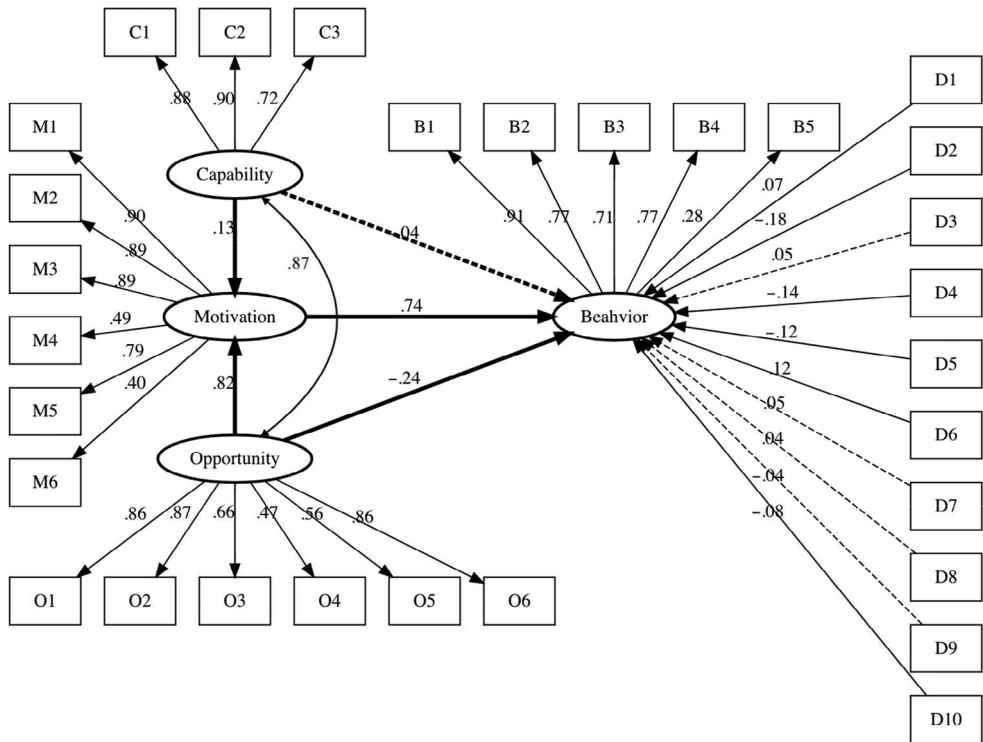 C1 C2 C3
D1
.88 .90 .72
M1 B1 B2 B3 B4 B5
D2
Capability .07
M2
.90 .13 .91 .77 .71 .77 .28 -.18 D3
.89 .04
M3 .89 .87 .05
-.14 D4
.49 Motivation .74 Beahvior
M4 -.12
.79 D5
.40 .82 -.24 .12
M5 .05
D6
Opportunity .04
M6 -.04
D7
.86 .87 .66 .47 .56 .86 -.08
D8
O1 O2 O3 O4 O5 O6
D9
D10